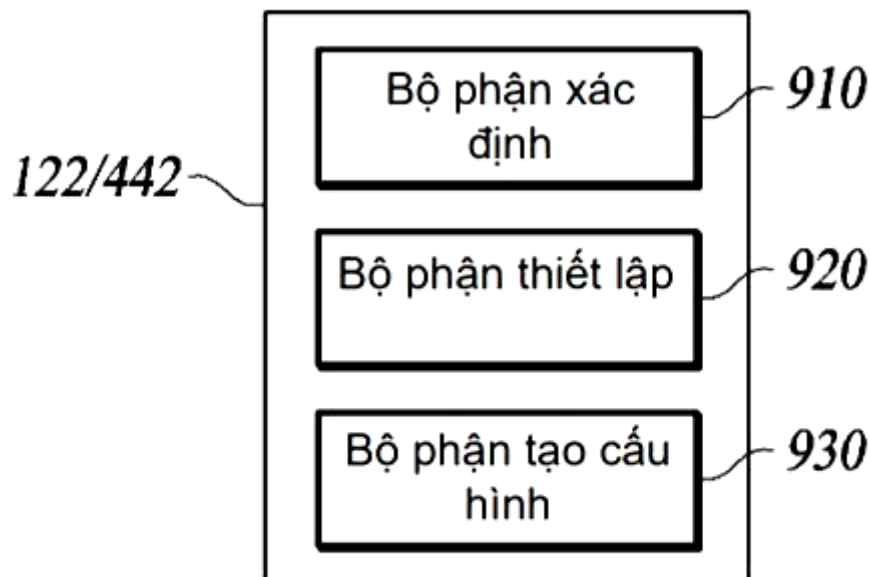 Bộ phận xác
định
910
122/442
Bộ phận thiết lập
920
Bộ phận tạo cấu
hình
930